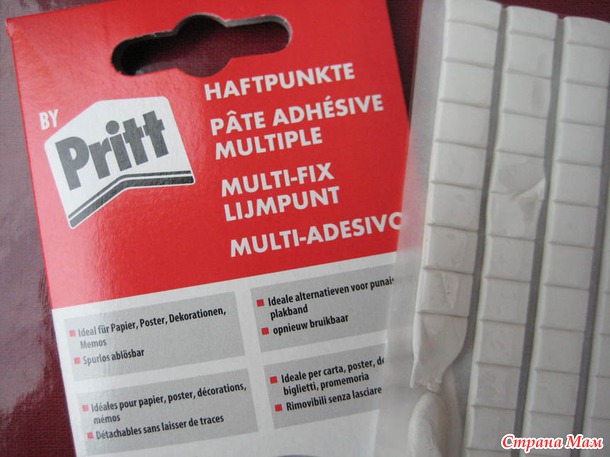 BY
Pritt
HAFTPUNKTE
PÂTE ADHÉSIVE
MULTIPLE
MULTI-FIX
LIJMPUNT
MULTI-ADESIVO
Ideal für Papier, Poster, Dekorationen,
Memos
Spurlos ablösbar
Ideale alternatieven voor punais
plakband
opnieuw bruikbaar
Idéales pour papier, poster, décorations,
mémos
Détachables sans laisser de traces
Ideale per carta, poster, de
biglietti, promemoria
Rimovibili senza lasciare
Страна Мам